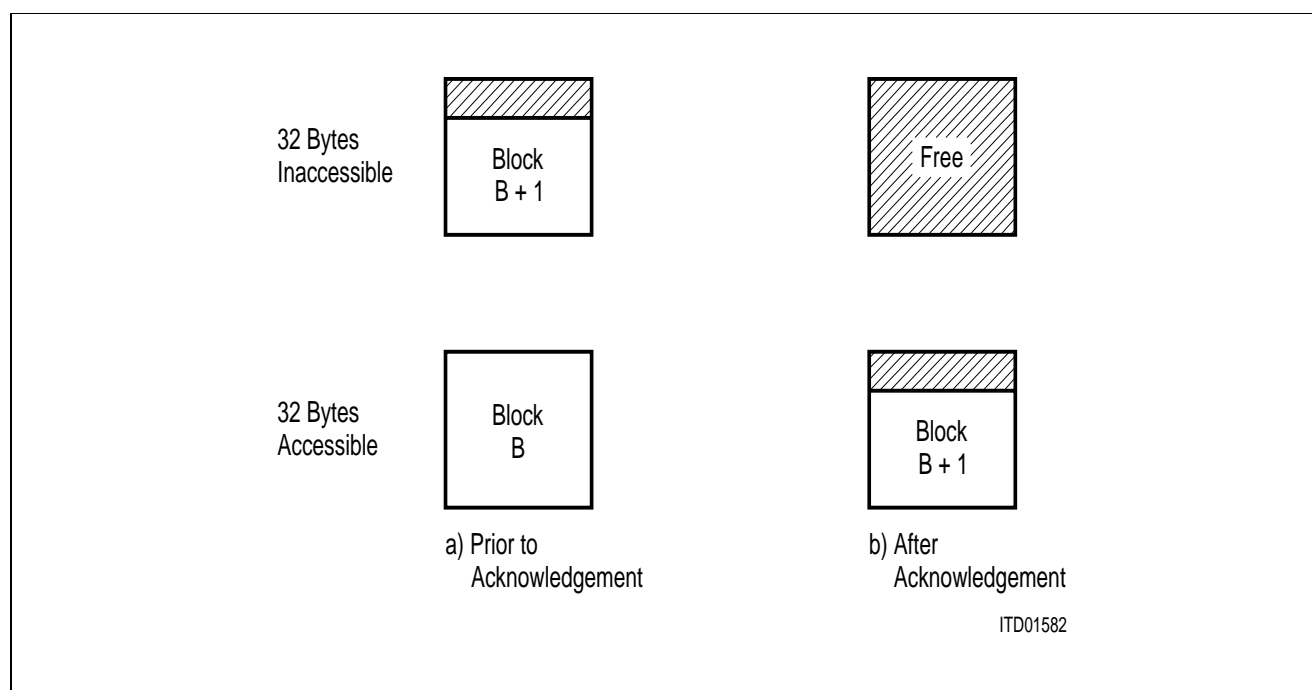 32 Bytes
Inaccessible
Block
B + 1
Free
32 Bytes
Accessible
Block
B
Block
B + 1
a) Prior to
Acknowledgement
b) After
Acknowledgement
ITD01582